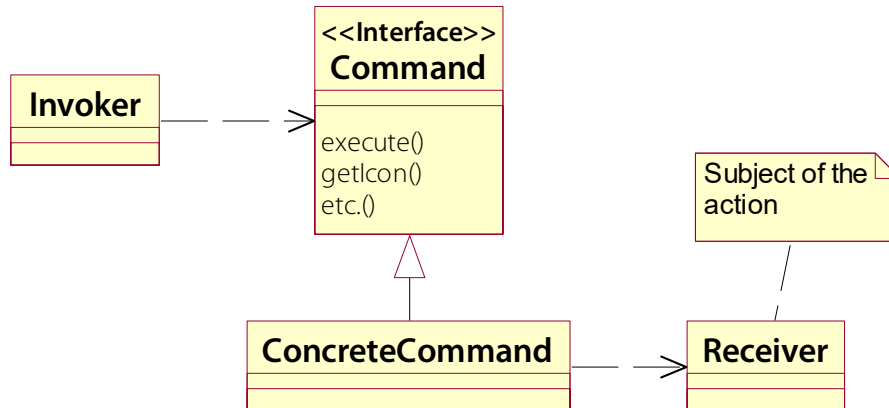 <<Interface>>
Command
Invoker
execute()
getIcon()
etc.()
Subject of the
action
ConcreteCommand
Receiver